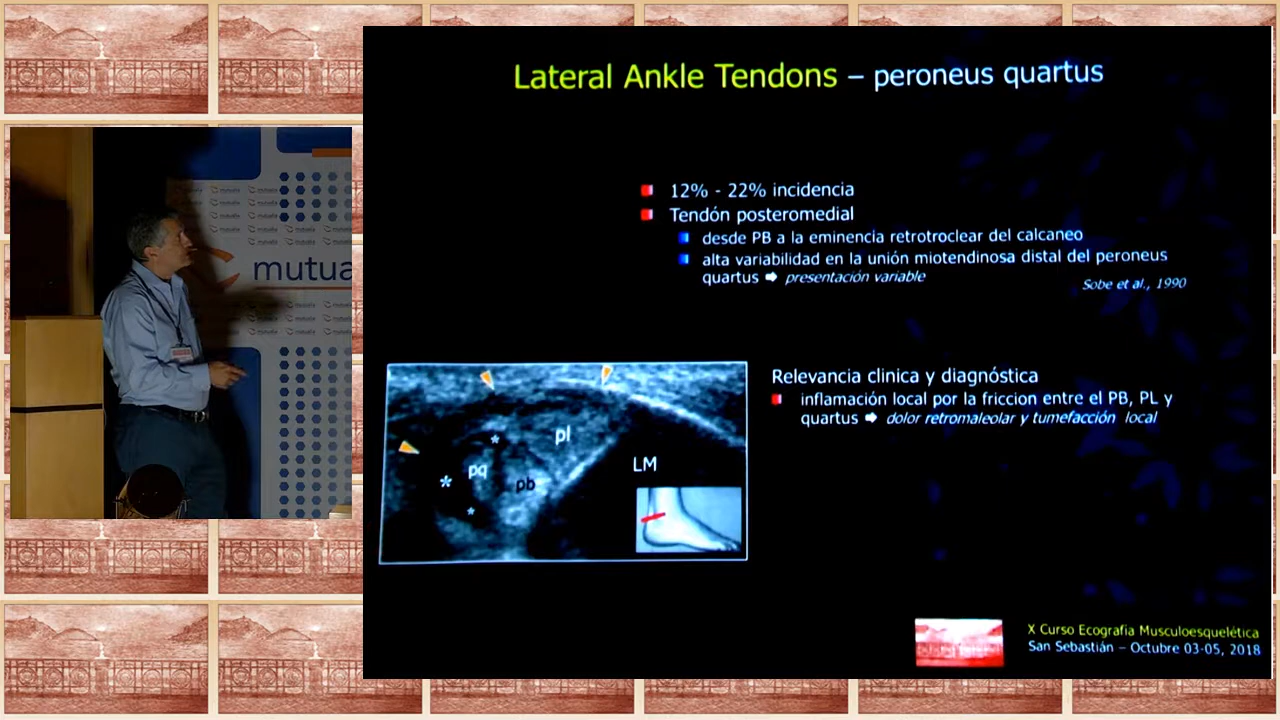 Lateral Ankle Tendons – peroneus quartus
12% - 22% incidencia
Tendón posteromedial
desde PB a la eminencia retrotroclear del calcaneo
alta variabilidad en la unión miotendinosa distal del peroneus
quartus ➡ presentación variable
Sobe et al., 1990
Relevancia clinica y diagnóstica
inflamación local por la friccion entre el PB, PL y
quartus ➡ dolor retromaleolar y tumefacción local
pl
LM
* pq
* pb
*
mutua
X Curso Ecografía Musculoesquelética
San Sebastián – Octubre 03-05, 2018